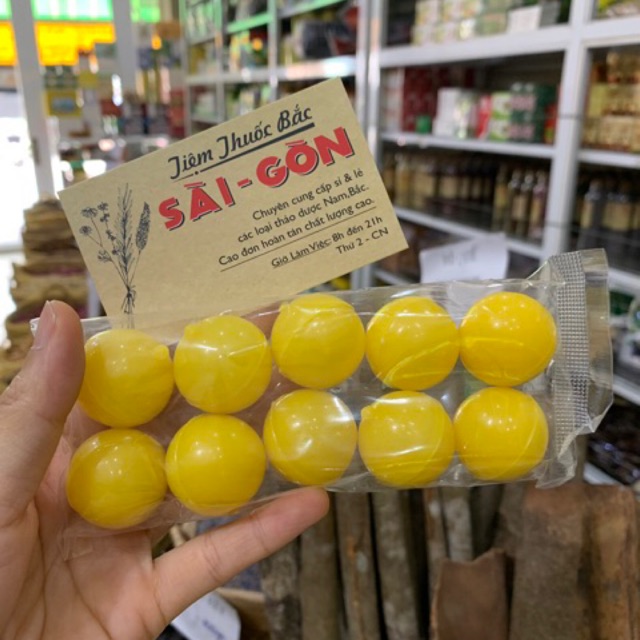 Tiệm Thuốc Bắc
SÀI-GÒN
Chuyên cung cấp sỉ & lẻ
các loại thảo dược Nam,Bắc.
Cao đơn hoàn tán chất lượng cao.
Giờ Làm Việc: 8h đến 21h
Thứ 2 - CN